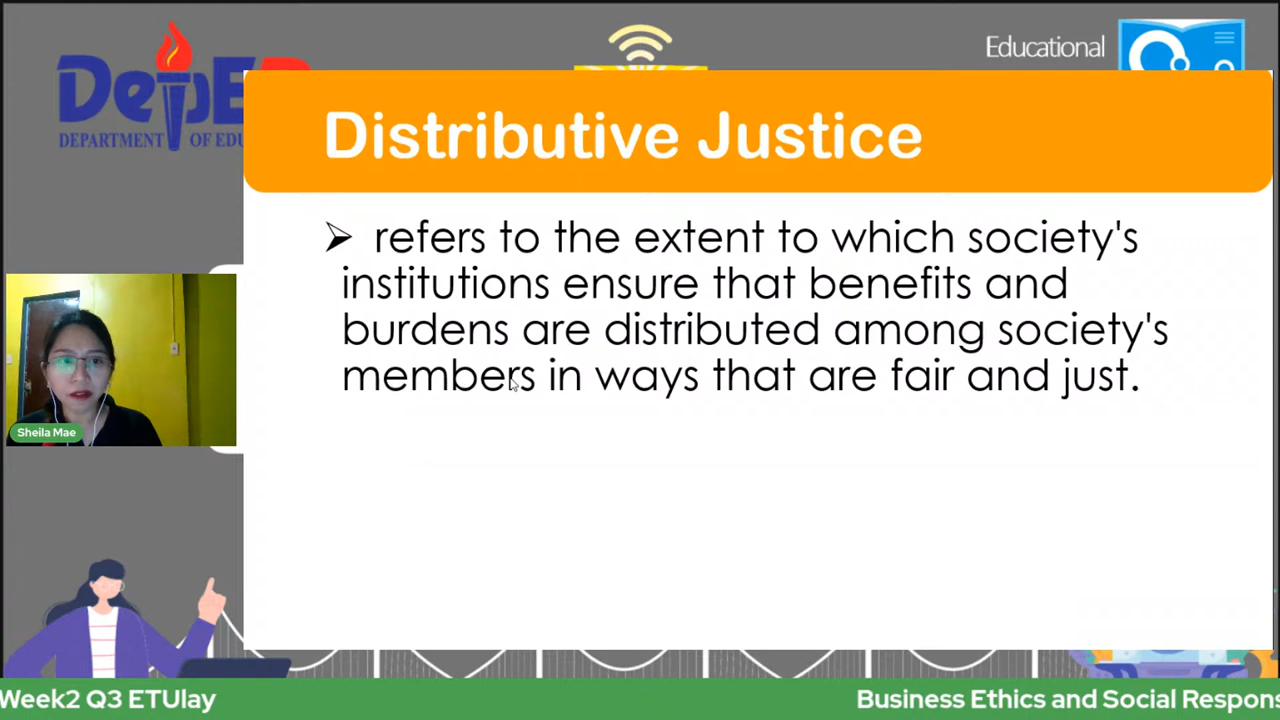 Educational
DepE
DEPARTMENT OF EDU
Distributive Justice
➢ refers to the extent to which society's
institutions ensure that benefits and
burdens are distributed among society's
members in ways that are fair and just.
Sheila Mae
Week2 Q3 ETUlay
Business Ethics and Social Respons